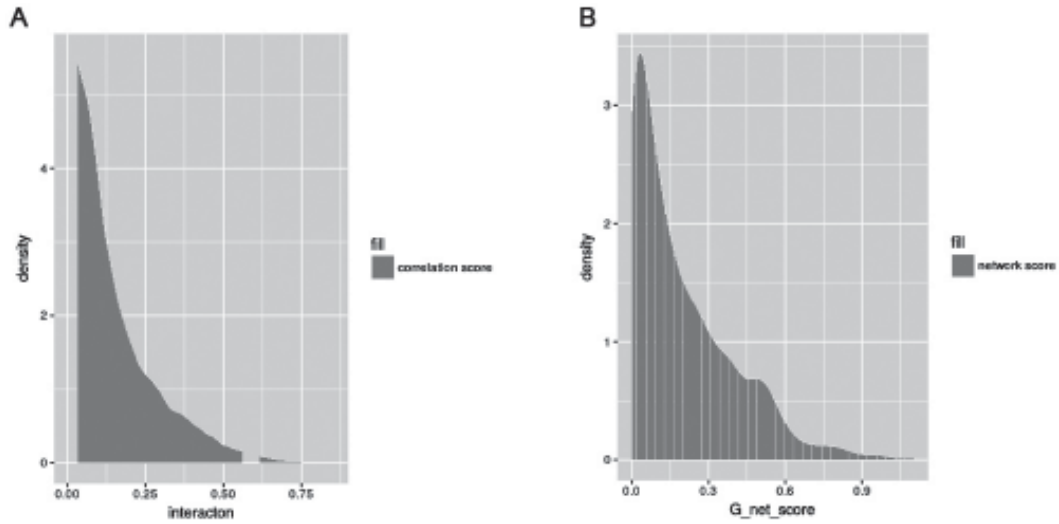 A
density
4
2
0
0.00 0.25 0.50 0.75
interacton
fill
correlation score
B
density
3
2
1
0
0.0 0.3 0.6 0.9
G_net_score
fill
network score